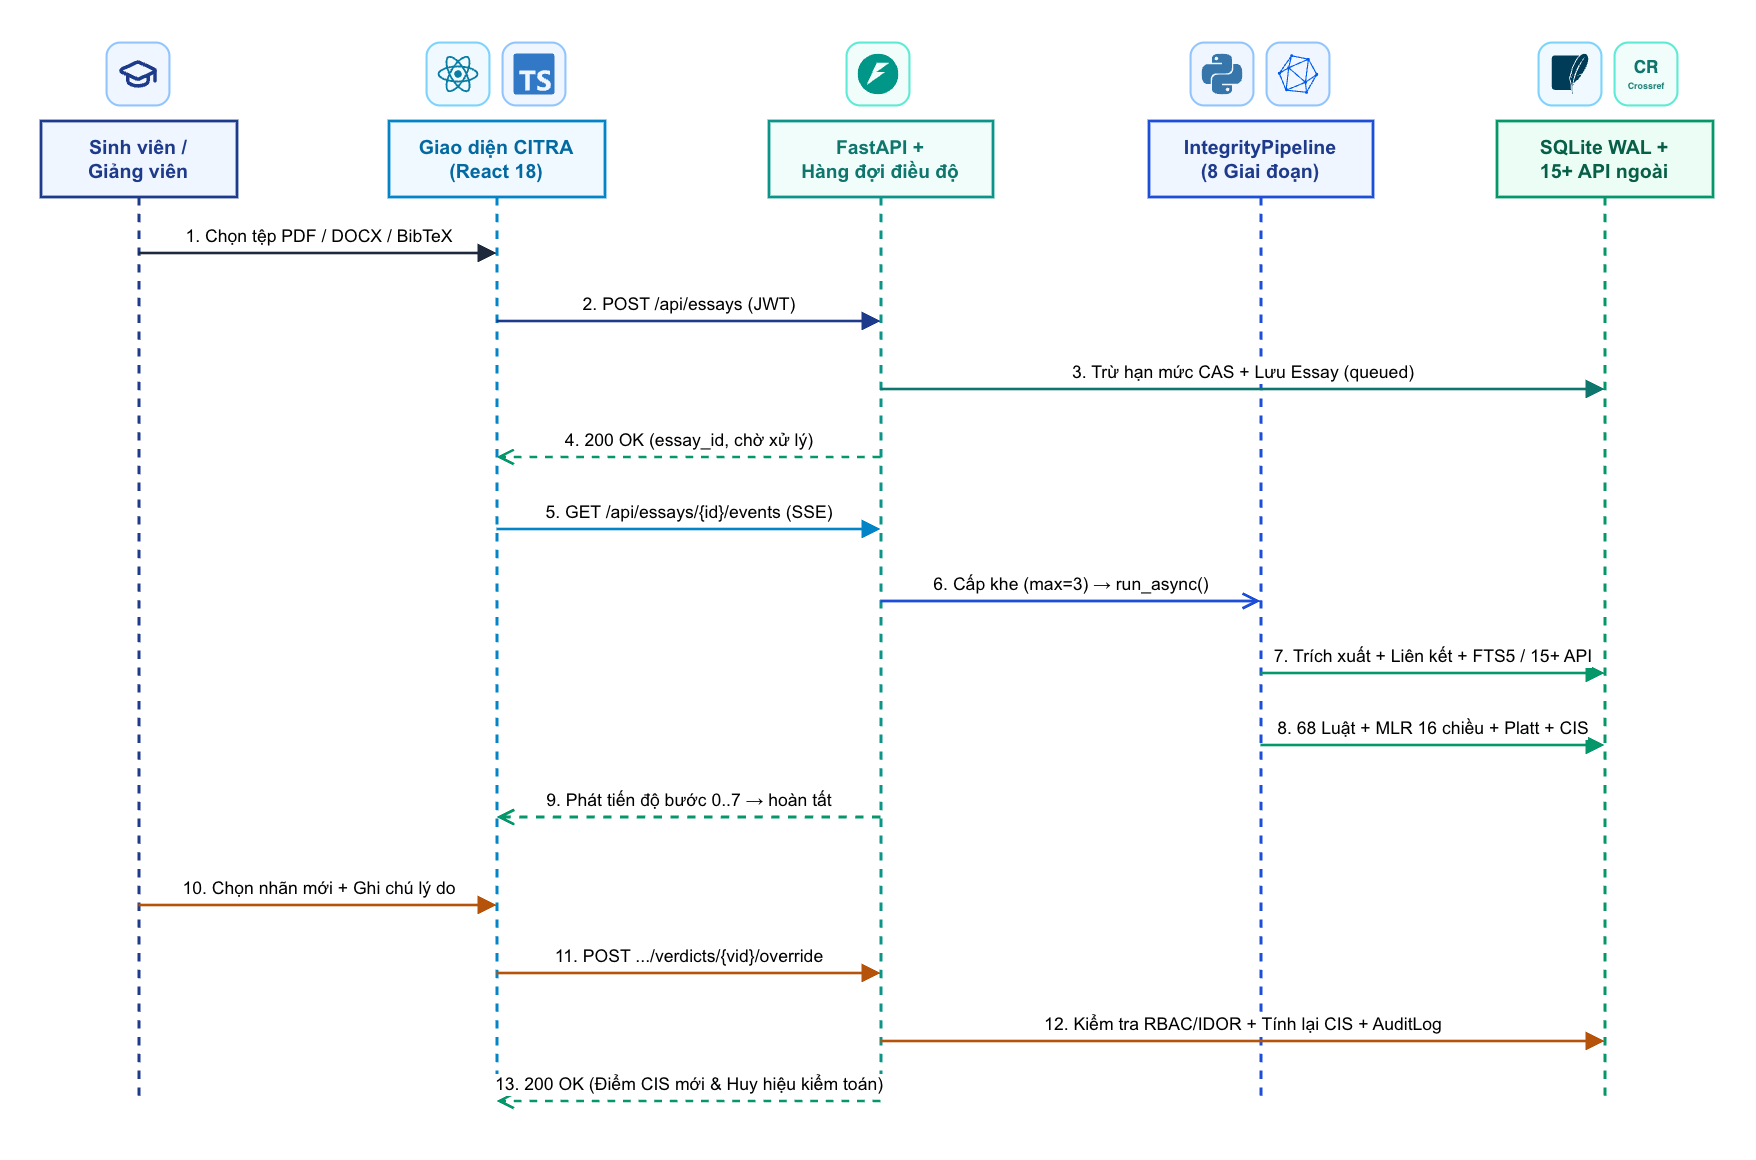 TS
CR
Crossref
Sinh viên /
Giảng viên
Giao diện CITRA
(React 18)
FastAPI +
Hàng đợi điều độ
IntegrityPipeline
(8 Giai đoạn)
SQLite WAL +
15+ API ngoài
1. Chọn tệp PDF / DOCX / BibTeX
2. POST /api/essays (JWT)
3. Trừ hạn mức CAS + Lưu Essay (queued)
4. 200 OK (essay_id, chờ xử lý)
5. GET /api/essays/{id}/events (SSE)
6. Cấp khe (max=3) → run_async()
7. Trích xuất + Liên kết + FTS5 / 15+ API
8. 68 Luật + MLR 16 chiều + Platt + CIS
9. Phát tiến độ bước 0..7 → hoàn tất
10. Chọn nhãn mới + Ghi chú lý do
11. POST .../verdicts/{vid}/override
12. Kiểm tra RBAC/IDOR + Tính lại CIS + AuditLog
13. 200 OK (Điểm CIS mới & Huy hiệu kiểm toán)